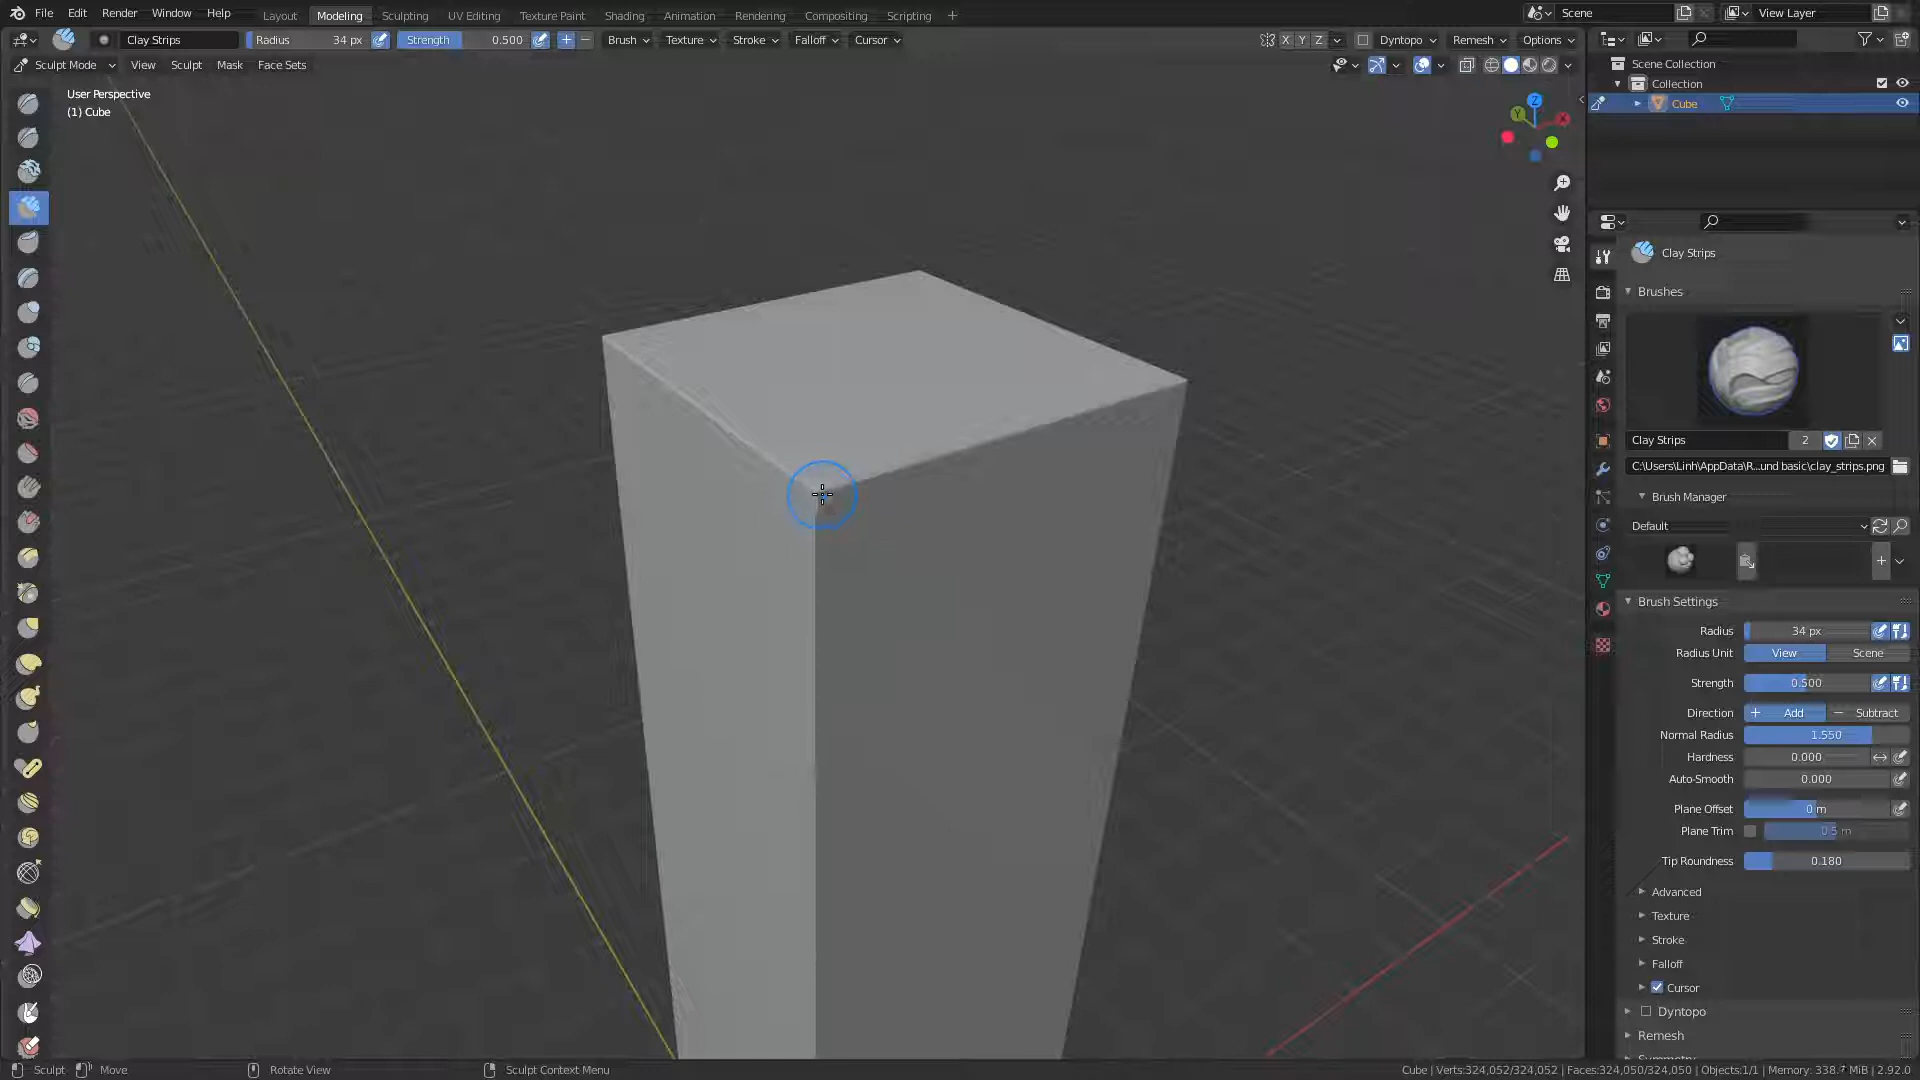 File Edit Render Window Help Layout Modeling Sculpting UV Editing Texture Paint Shading Animation Rendering Compositing Scripting + Scene View Layer
Clay Strips Radius 34 px Strength 0.500 + − Brush Texture Stroke Falloff Cursor X Y Z Dyntopo Remesh Options
Sculpt Mode View Sculpt Mask Face Sets
User Perspective
(1) Cube
Z
Y
X
Scene Collection
Collection
Cube
Clay Strips
Brushes
Clay Strips 2
C:\Users\Linh\AppData\R...und basic\clay_strips.png
Brush Manager
Default
Brush Settings
Radius 34 px
Radius Unit View Scene
Strength 0.500
Direction + Add − Subtract
Normal Radius 1.550
Hardness 0.000
Auto-Smooth 0.000
Plane Offset 0 m
Plane Trim 0.5 m
Tip Roundness 0.180
Advanced
Texture
Stroke
Falloff
Cursor
Dyntopo
Remesh
Symmetry
Sculpt Move Rotate View Sculpt Context Menu Cube | Verts:324,052/324,052 | Faces:324,050/324,050 | Objects:1/1 | Memory: 338.7 MiB | 2.92.0